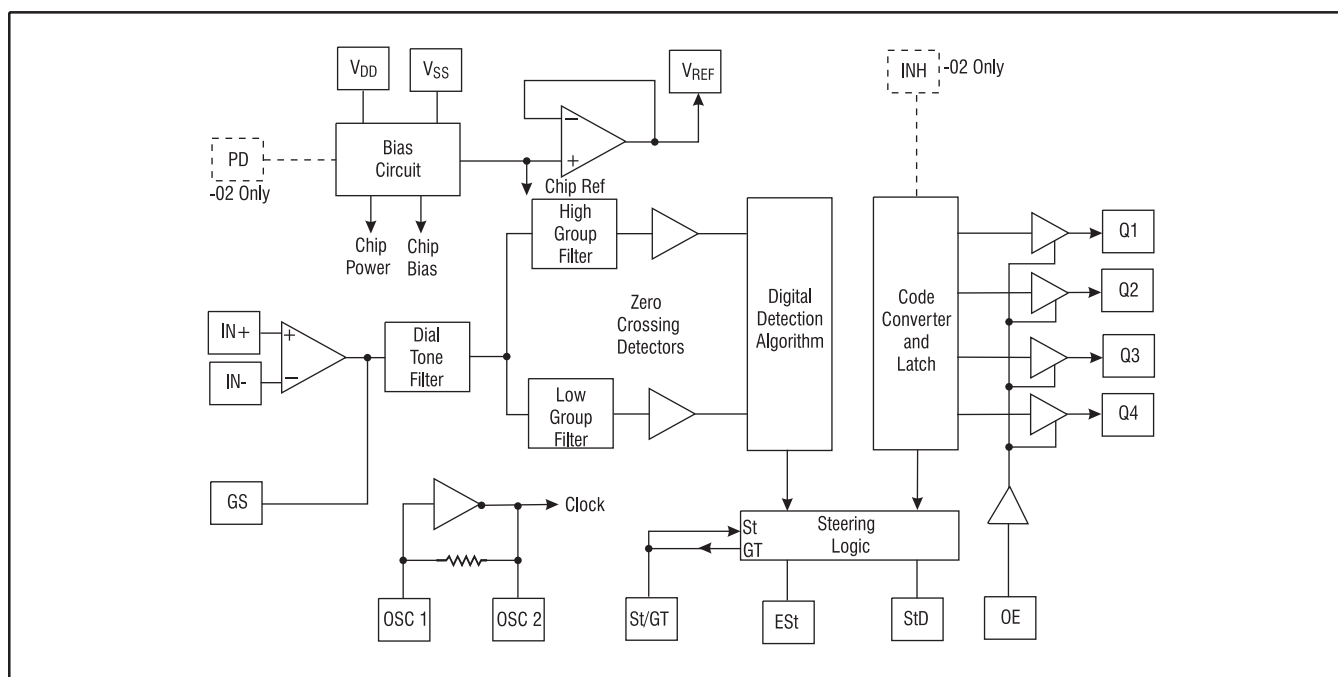 VDD
VSS
VREF
INH
-02 Only
PD
-02 Only
Bias
Circuit
Chip Ref
Chip
Power
Chip
Bias
High
Group
Filter
IN+
IN-
Dial
Tone
Filter
Zero
Crossing
Detectors
Low
Group
Filter
Digital
Detection
Algorithm
Code
Converter
and
Latch
Q1
Q2
Q3
Q4
GS
Clock
St
GT
Steering
Logic
OSC 1
OSC 2
St/GT
ESt
StD
OE
+
−
+
−